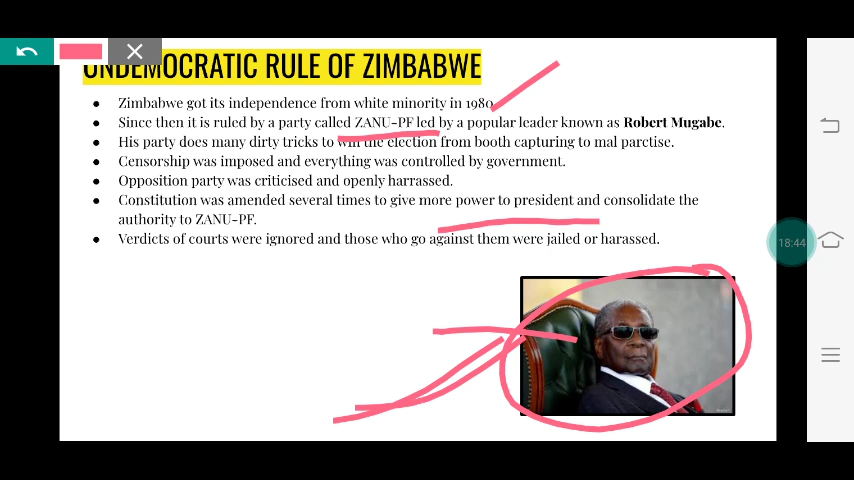 UNDEMOCRATIC RULE OF ZIMBABWE
● Zimbabwe got its independence from white minority in 1980
● Since then it is ruled by a party called ZANU-PF led by a popular leader known as Robert Mugabe.
● His party does many dirty tricks to win the election from booth capturing to mal parctise.
● Censorship was imposed and everything was controlled by government.
● Opposition party was criticised and openly harrassed.
● Constitution was amended several times to give more power to president and consolidate the
authority to ZANU-PF.
● Verdicts of courts were ignored and those who go against them were jailed or harassed.
18:44